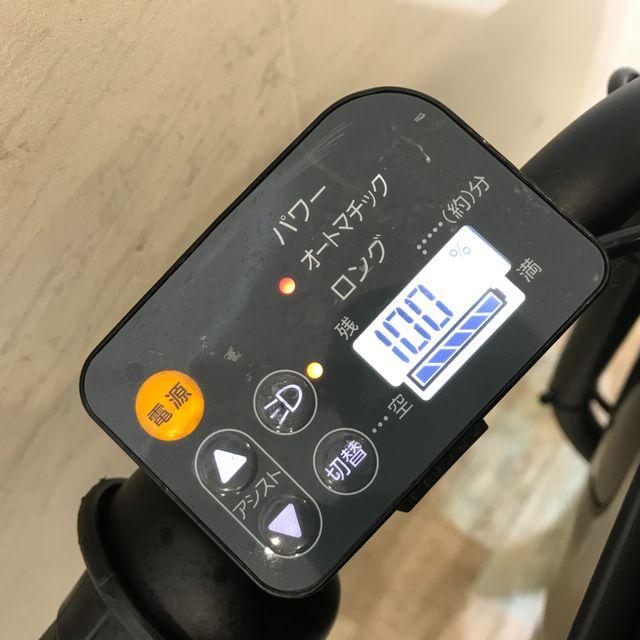 パワー
オートマチック
ロング
残 ……(約)分
%
100
空 満
電源
アシスト
切替